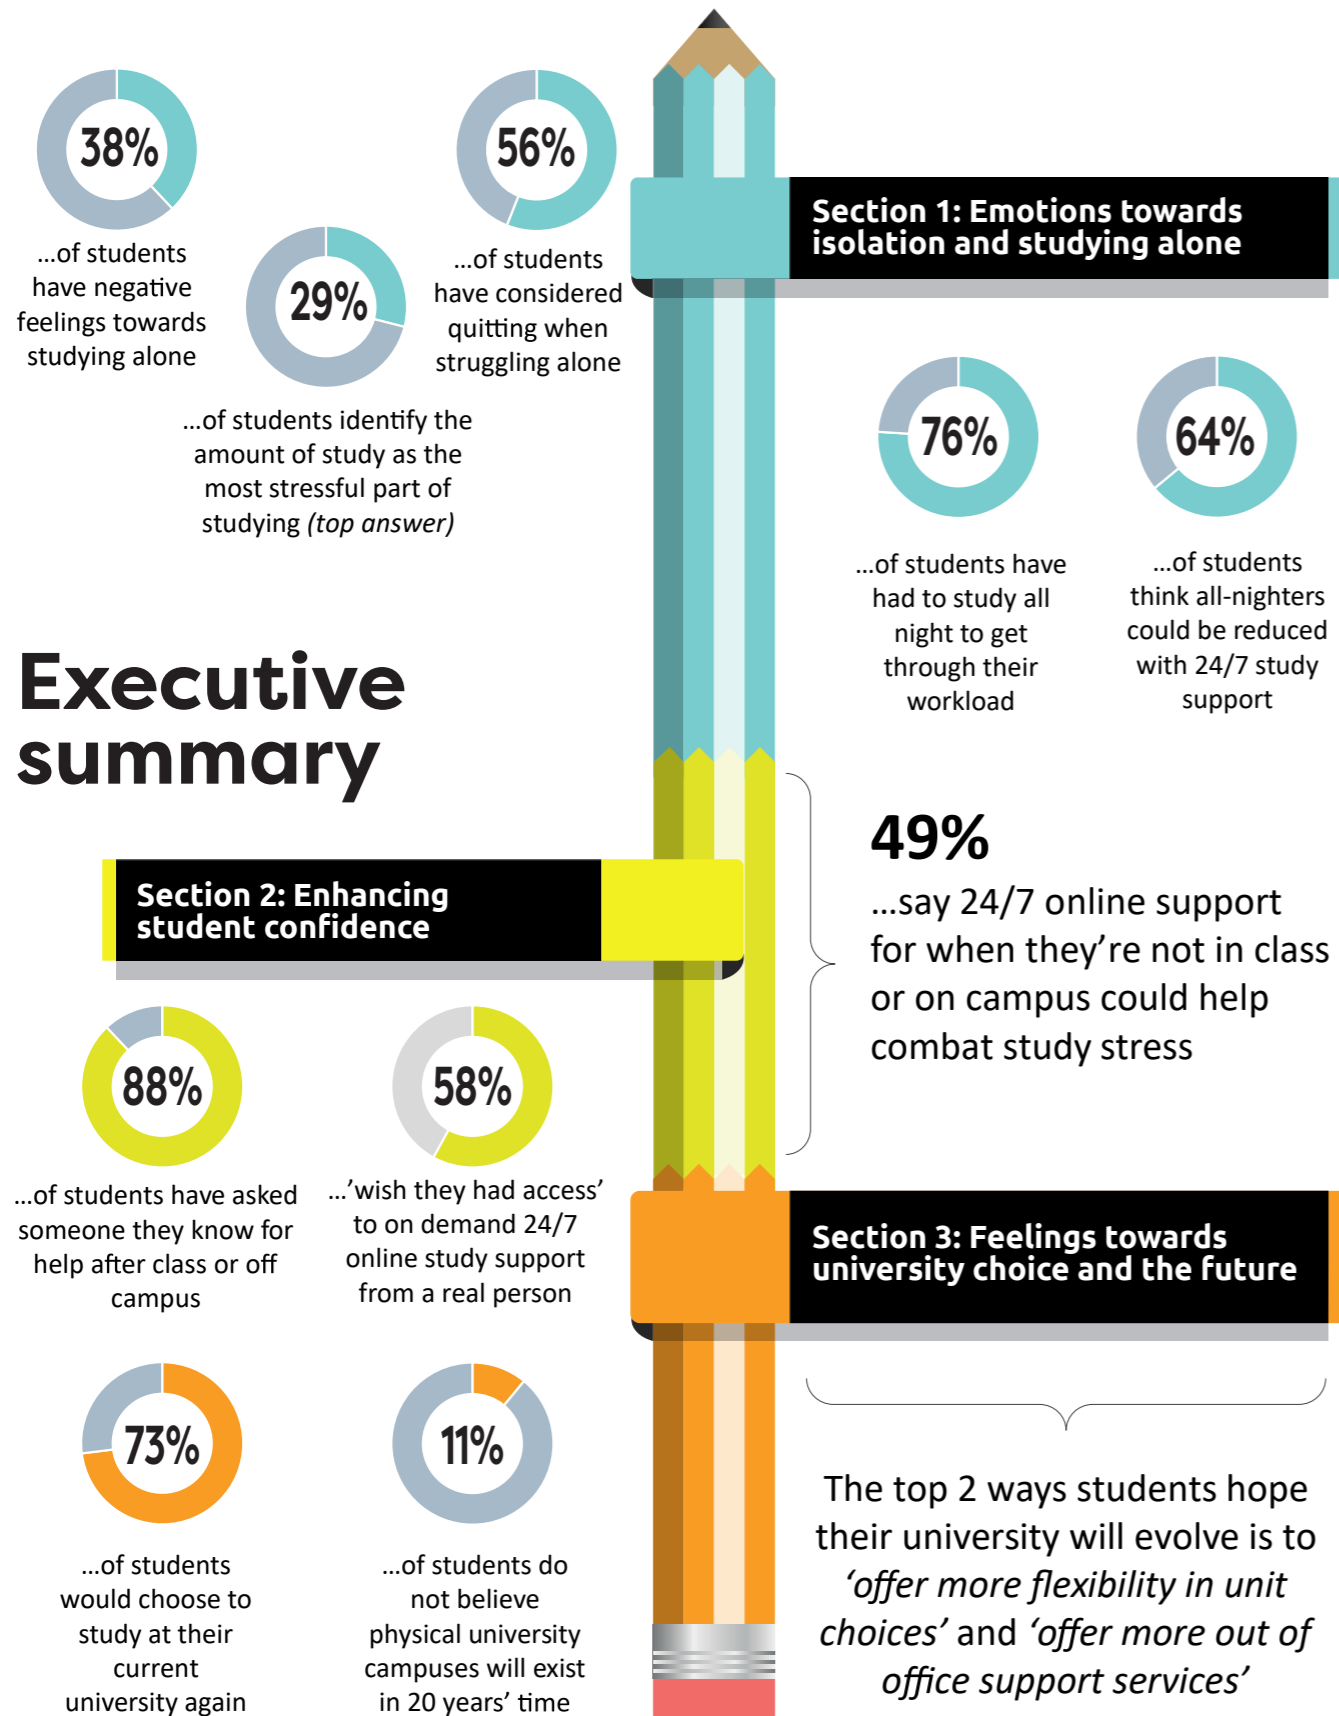 38%
...of students
have negative
feelings towards
studying alone
29%
...of students identify the
amount of study as the
most stressful part of
studying (top answer)
56%
...of students
have considered
quitting when
struggling alone
Section 1: Emotions towards
isolation and studying alone
76%
...of students have
had to study all
night to get
through their
workload
64%
...of students
think all-nighters
could be reduced
with 24/7 study
support
Executive
summary
49%
...say 24/7 online support
for when they’re not in class
or on campus could help
combat study stress
Section 2: Enhancing
student confidence
88%
...of students have asked
someone they know for
help after class or off
campus
58%
...’wish they had access’
to on demand 24/7
online study support
from a real person
Section 3: Feelings towards
university choice and the future
73%
...of students
would choose to
study at their
current
university again
11%
...of students do
not believe
physical university
campuses will exist
in 20 years’ time
The top 2 ways students hope
their university will evolve is to
‘offer more flexibility in unit
choices’ and ‘offer more out of
office support services’